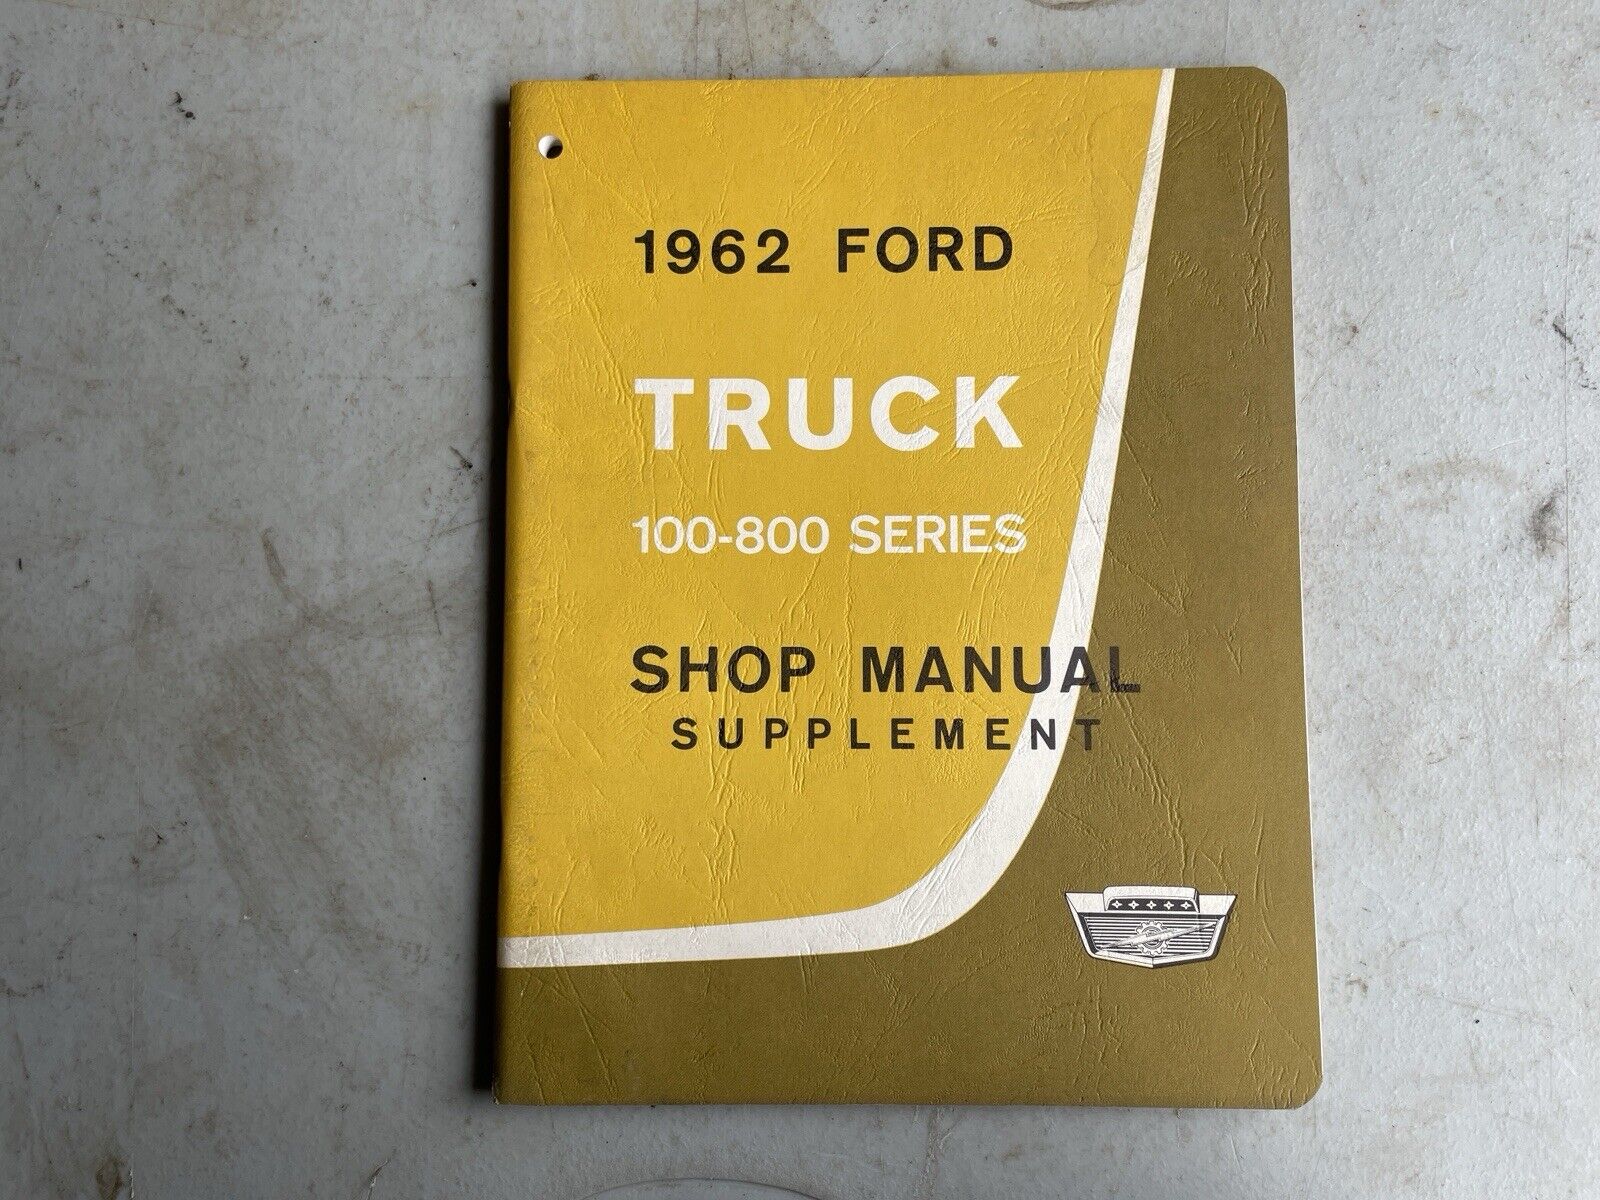 1962 FORD
TRUCK
100-800 SERIES
SHOP MANUAL
SUPPLEMENT